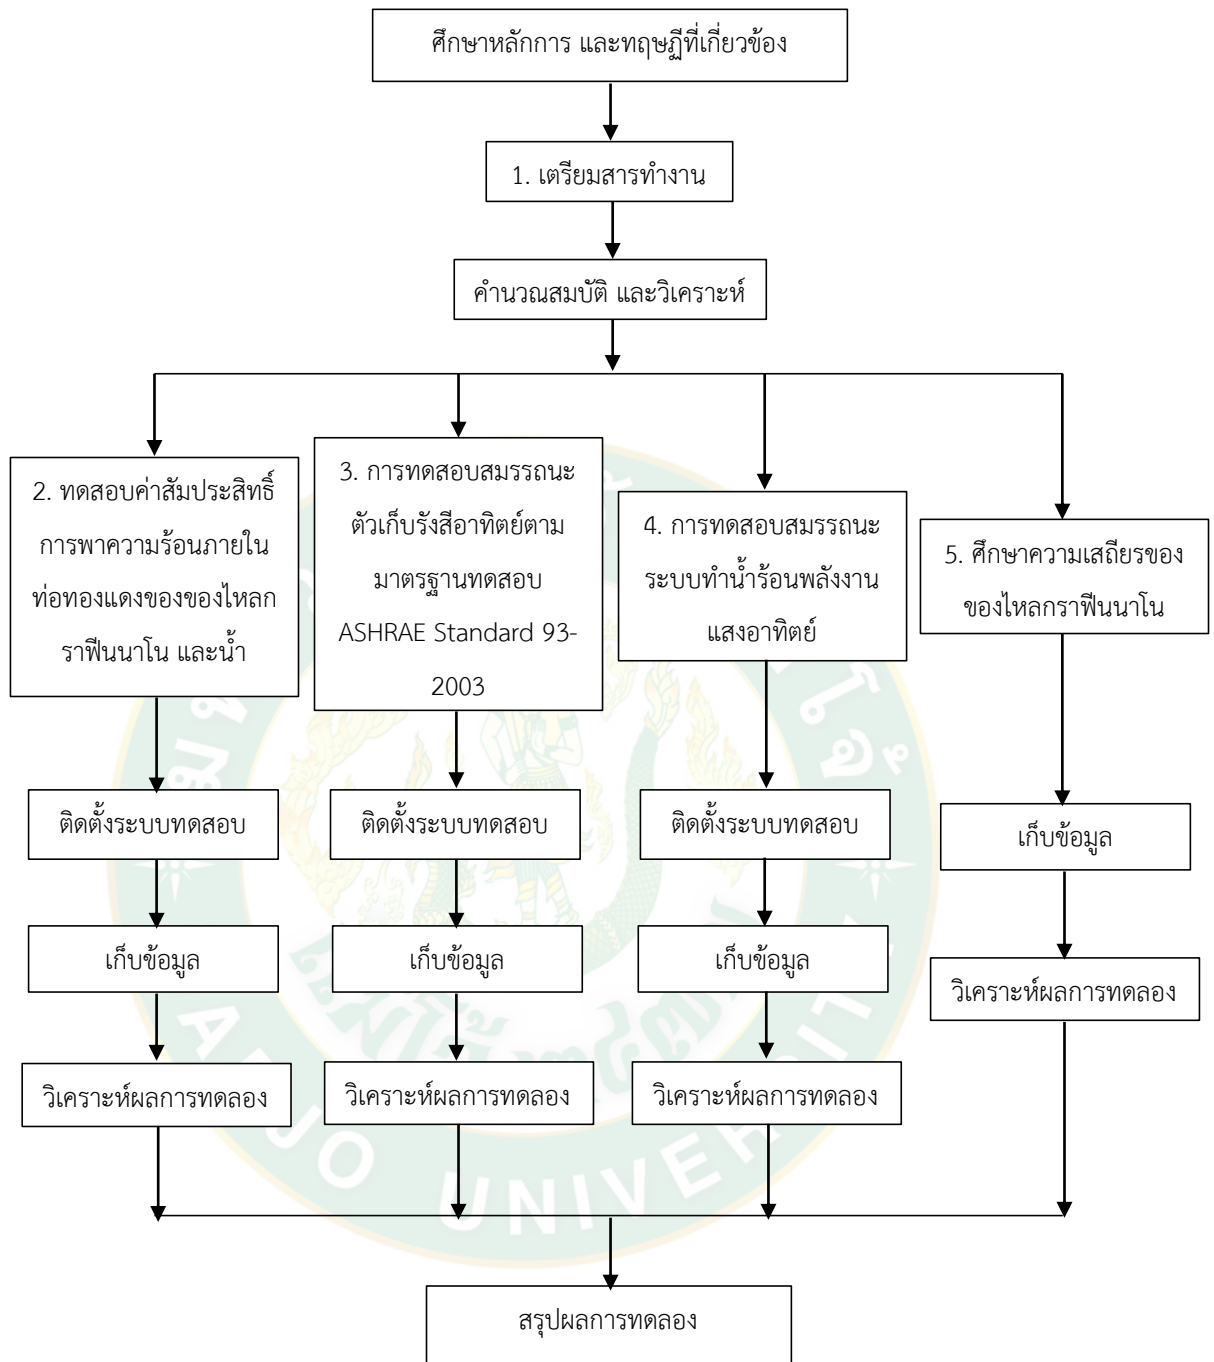 ศึกษาหลักการ และทฤษฎีที่เกี่ยวข้อง
1. เตรียมสารทำงาน
คำนวณสมบัติ และวิเคราะห์
2. ทดสอบค่าสัมประสิทธิ์
การพาความร้อนภายใน
ท่อทองแดงของของไหลก
ราฟีนนาโน และน้ำ
3. การทดสอบสมรรถนะ
ตัวเก็บรังสีอาทิตย์ตาม
มาตรฐานทดสอบ
ASHRAE Standard 93-
2003
4. การทดสอบสมรรถนะ
ระบบทำน้ำร้อนพลังงาน
แสงอาทิตย์
5. ศึกษาความเสถียรของ
ของไหลกราฟีนนาโน
ติดตั้งระบบทดสอบ
ติดตั้งระบบทดสอบ
ติดตั้งระบบทดสอบ
เก็บข้อมูล
เก็บข้อมูล
เก็บข้อมูล
เก็บข้อมูล
วิเคราะห์ผลการทดลอง
วิเคราะห์ผลการทดลอง
วิเคราะห์ผลการทดลอง
วิเคราะห์ผลการทดลอง
สรุปผลการทดลอง
UNIVERSIT